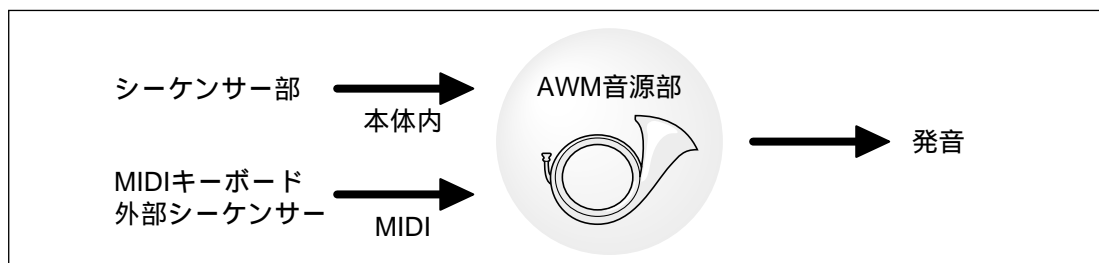 シーケンサー部
本体内
MIDIキーボード
外部シーケンサー
MIDI
AWM音源部
発音